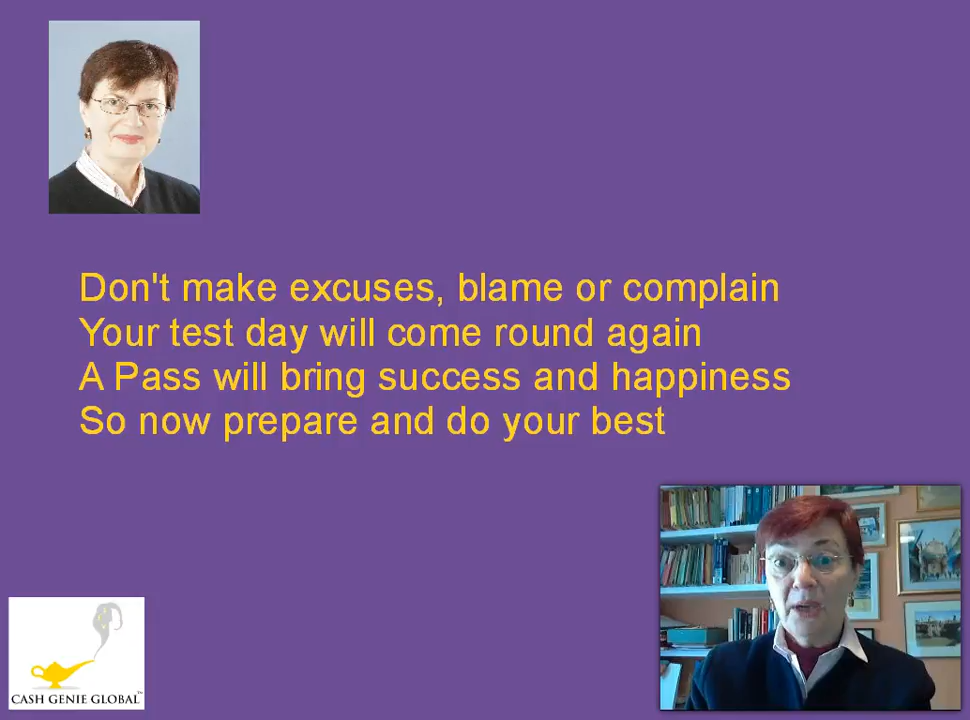 Don't make excuses, blame or complain
Your test day will come round again
A Pass will bring success and happiness
So now prepare and do your best
CASH GENIE GLOBAL™